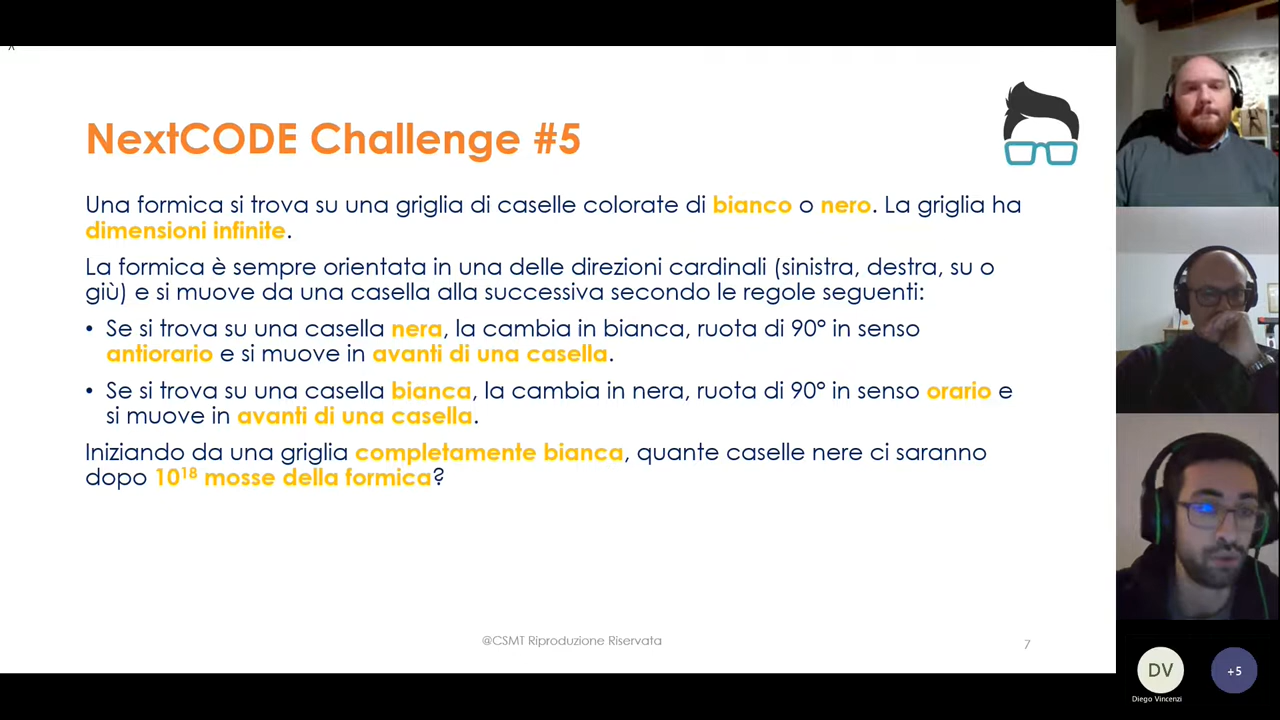 NextCODE Challenge #5
Una formica si trova su una griglia di caselle colorate di bianco o nero. La griglia ha
dimensioni infinite.
La formica è sempre orientata in una delle direzioni cardinali (sinistra, destra, su o
giù) e si muove da una casella alla successiva secondo le regole seguenti:
• Se si trova su una casella nera, la cambia in bianca, ruota di 90° in senso
antiorario e si muove in avanti di una casella.
• Se si trova su una casella bianca, la cambia in nera, ruota di 90° in senso orario e
si muove in avanti di una casella.
Iniziando da una griglia completamente bianca, quante caselle nere ci saranno
dopo 10¹⁸ mosse della formica?
@CSMT Riproduzione Riservata
7
DV
+5
Diego Vincenzi